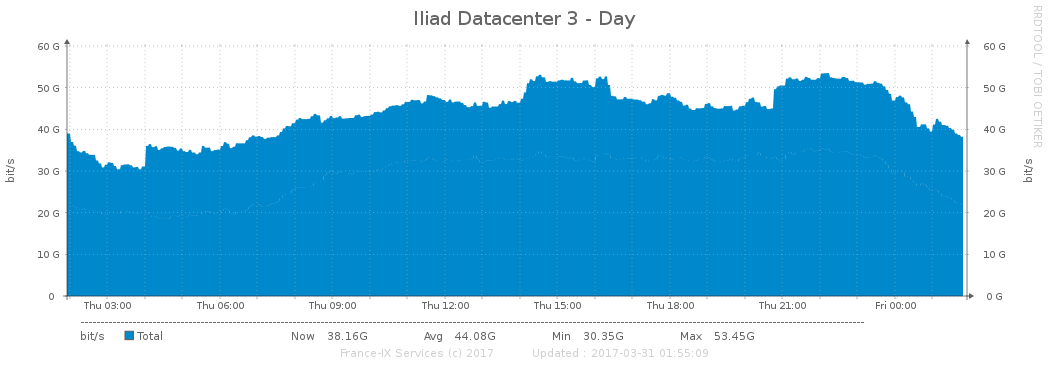 Iliad Datacenter 3 - Day
RRDTOOL / TOBI OETIKER
60 G 60 G
50 G 50 G
40 G 40 G
30 G 30 G
20 G 20 G
10 G 10 G
0 0 G
bit/s bit/s
Thu 03:00 Thu 06:00 Thu 09:00 Thu 12:00 Thu 15:00 Thu 18:00 Thu 21:00 Fri 00:00
bit/s Total Now 38.16G Avg 44.08G Min 30.35G Max 53.45G
France-IX Services (c) 2017 Updated : 2017-03-31 01:55:09